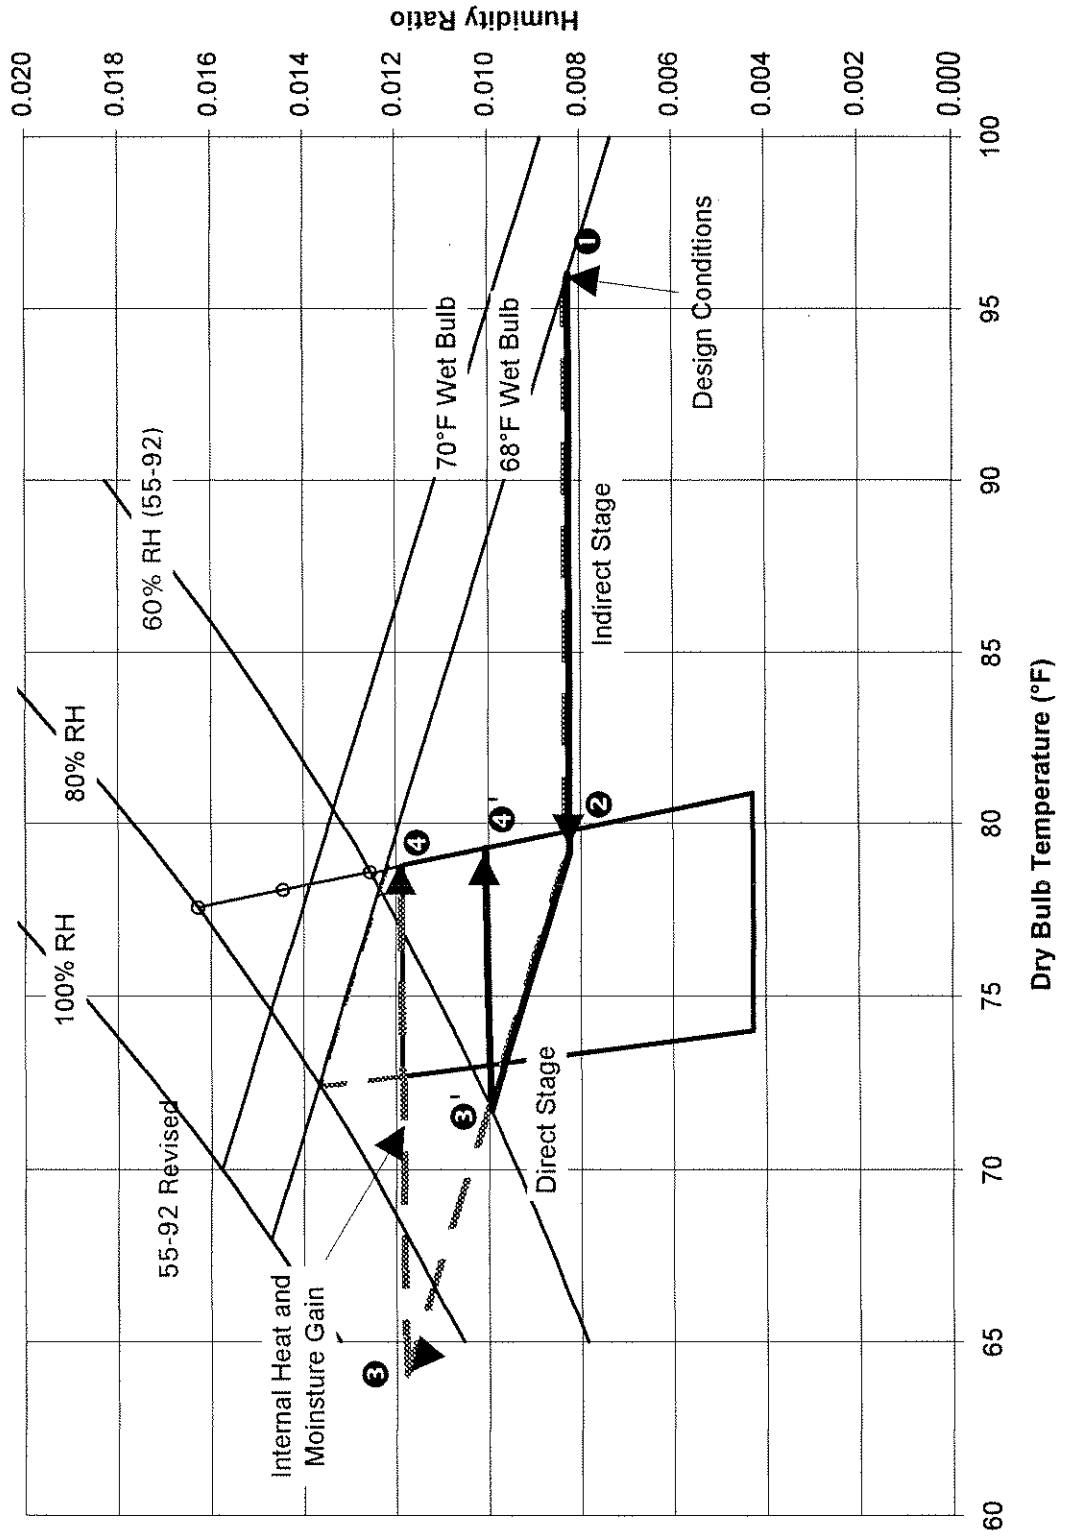 Humidity Ratio
0.020
0.018
0.016
0.014
0.012
0.010
0.008
0.006
0.004
0.002
0.000
100% RH
80% RH
60% RH (55-92)
70°F Wet Bulb
68°F Wet Bulb
55-92 Revised
Internal Heat and
Moinsture Gain
3
3'
4
4'
2
1
Direct Stage
Indirect Stage
Design Conditions
60
65
70
75
80
85
90
95
100
Dry Bulb Temperature (°F)